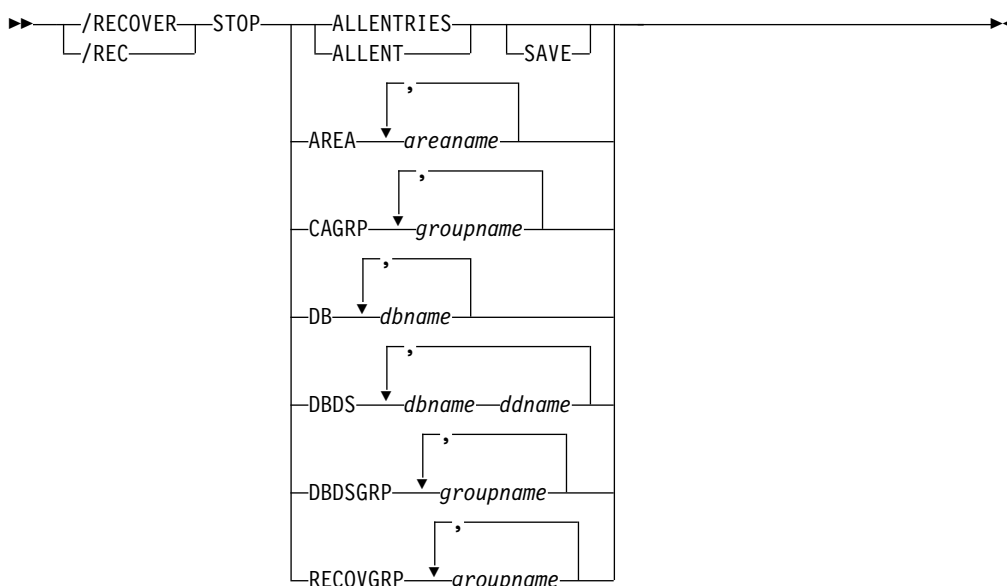 /RECOVER STOP ALLENTRIES
/REC ALLENT SAVE
,
AREA areaname
,
CAGRP groupname
,
DB dbname
,
DBDS dbname ddname
,
DBDSGRP groupname
,
RECOVGRP groupname